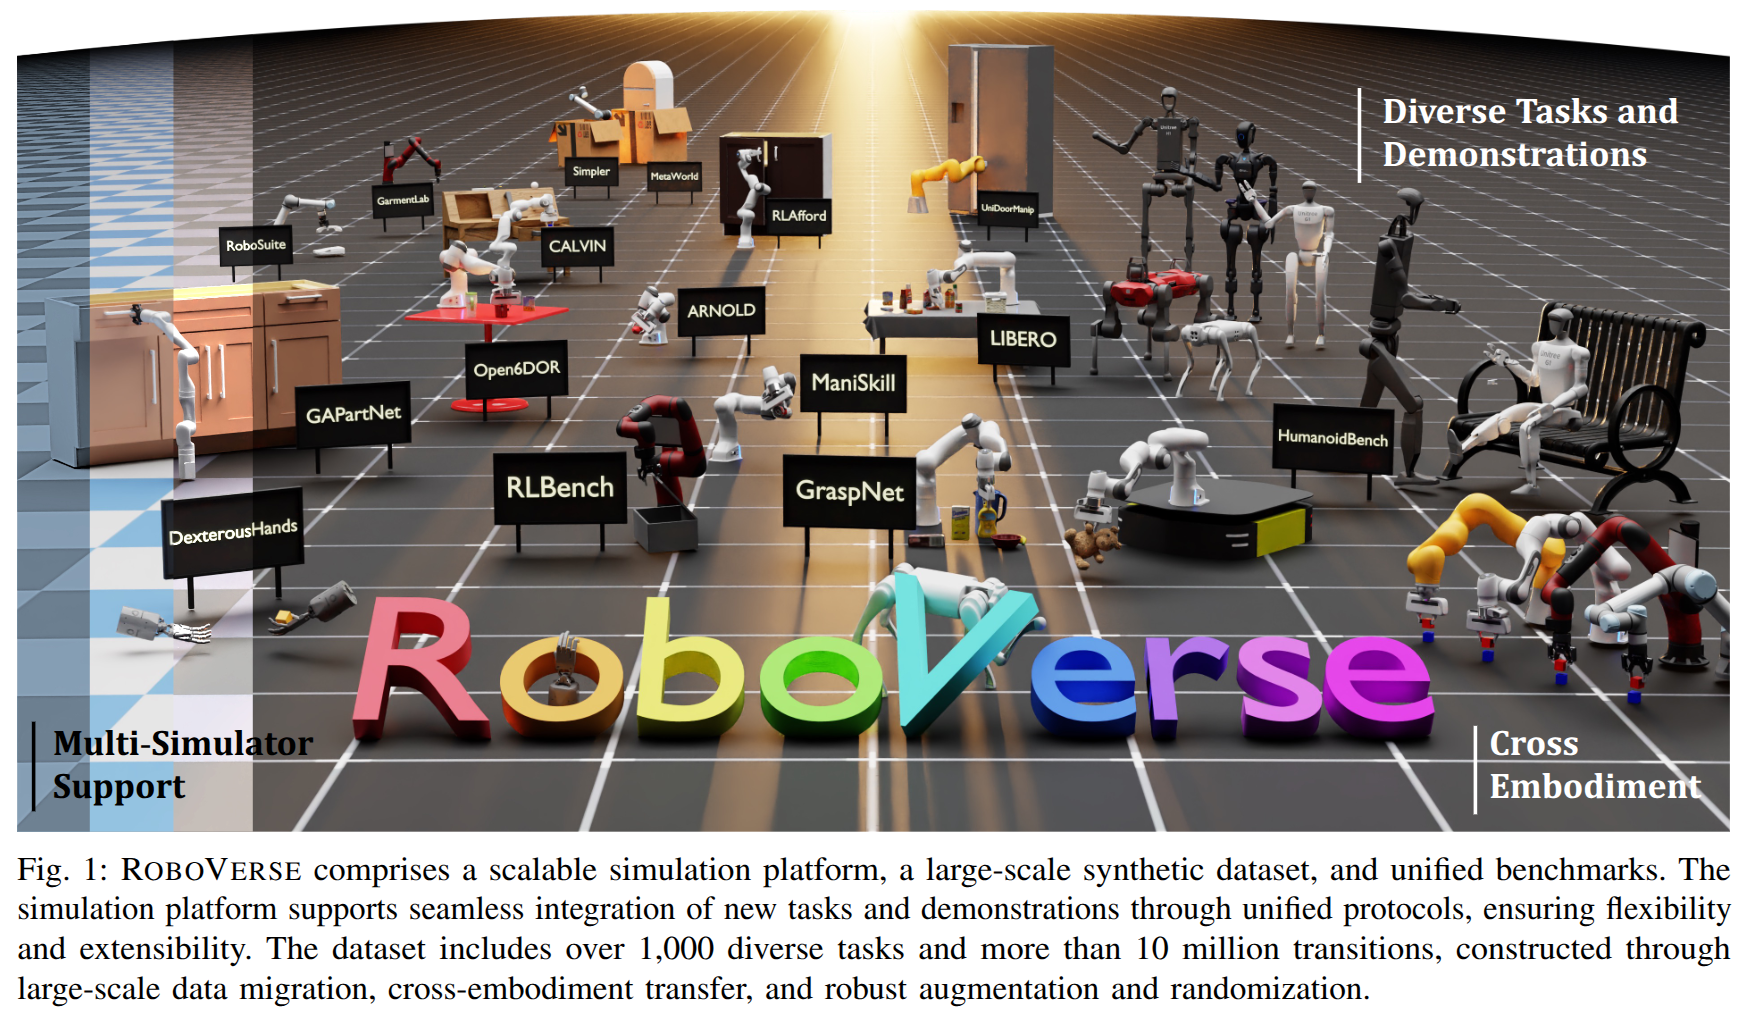 Diverse Tasks and
Demonstrations
Simpler
MetaWorld
GarmentLab
RLAfford
UniDoorManip
RoboSuite
CALVIN
ARNOLD
LIBERO
Open6DOR
ManiSkill
GAPartNet
HumanoidBench
RLBench
GraspNet
DexterousHands
RoboVerse
Multi-Simulator
Support
Cross
Embodiment
Fig. 1: ROBOVERSE comprises a scalable simulation platform, a large-scale synthetic dataset, and unified benchmarks. The
simulation platform supports seamless integration of new tasks and demonstrations through unified protocols, ensuring flexibility
and extensibility. The dataset includes over 1,000 diverse tasks and more than 10 million transitions, constructed through
large-scale data migration, cross-embodiment transfer, and robust augmentation and randomization.